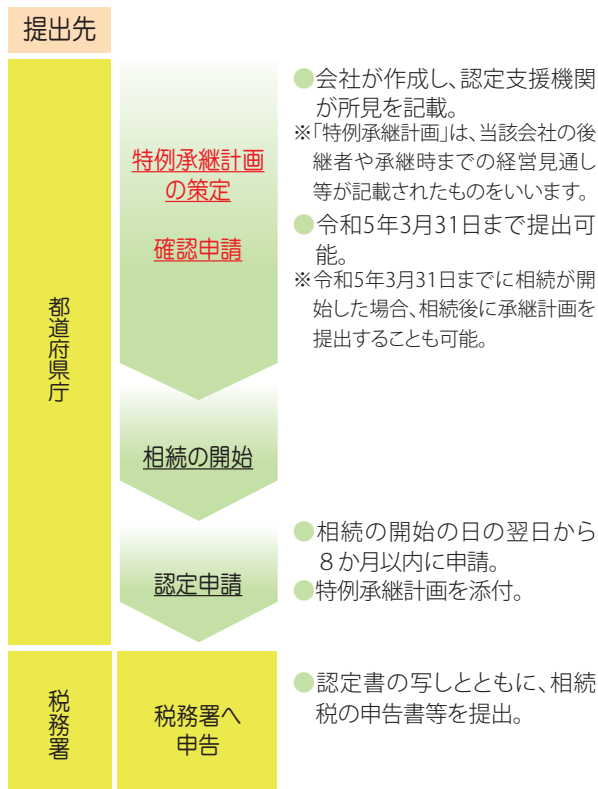 提出先
都道府県庁
特例承継計画
の策定
確認申請
●会社が作成し、認定支援機関
が所見を記載。
※「特例承継計画」は、当該会社の後
継者や承継時までの経営見通し
等が記載されたものをいいます。
●令和5年3月31日まで提出可
能。
※令和5年3月31日までに相続が開
始した場合、相続後に承継計画を
提出することも可能。
相続の開始
認定申請
●相続の開始の日の翌日から
８か月以内に申請。
●特例承継計画を添付。
税務署
税務署へ
申告
●認定書の写しとともに、相続
税の申告書等を提出。